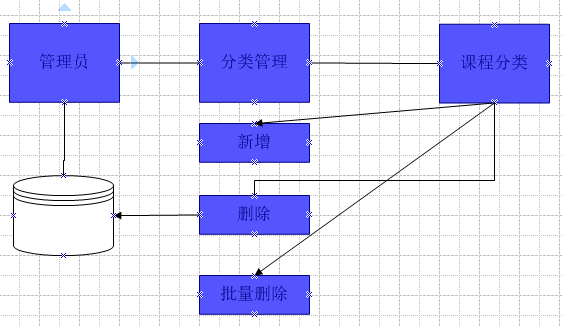 管理员
分类管理
课程分类
新增
删除
批量删除